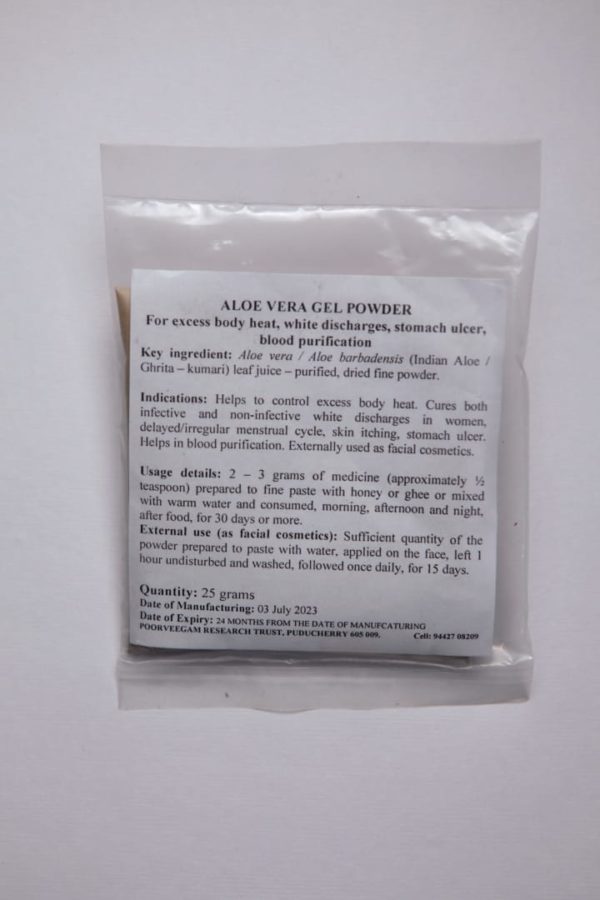 ALOE VERA GEL POWDER
For excess body heat, white discharges, stomach ulcer,
blood purification
Key ingredient: Aloe vera / Aloe barbadensis (Indian Aloe /
Ghrita – kumari) leaf juice – purified, dried fine powder.
Indications: Helps to control excess body heat. Cures both
infective and non-infective white discharges in women,
delayed/irregular menstrual cycle, skin itching, stomach ulcer.
Helps in blood purification. Externally used as facial cosmetics.
Usage details: 2 – 3 grams of medicine (approximately ½
teaspoon) prepared to fine paste with honey or ghee or mixed
with warm water and consumed, morning, afternoon and night,
after food, for 30 days or more.
External use (as facial cosmetics): Sufficient quantity of the
powder prepared to paste with water, applied on the face, left 1
hour undisturbed and washed, followed once daily, for 15 days.
Quantity: 25 grams
Date of Manufacturing: 03 July 2023
Date of Expiry: 24 MONTHS FROM THE DATE OF MANUFCATURING
POORVEEGAM RESEARCH TRUST, PUDUCHERRY 605 009. Cell: 94427 08209